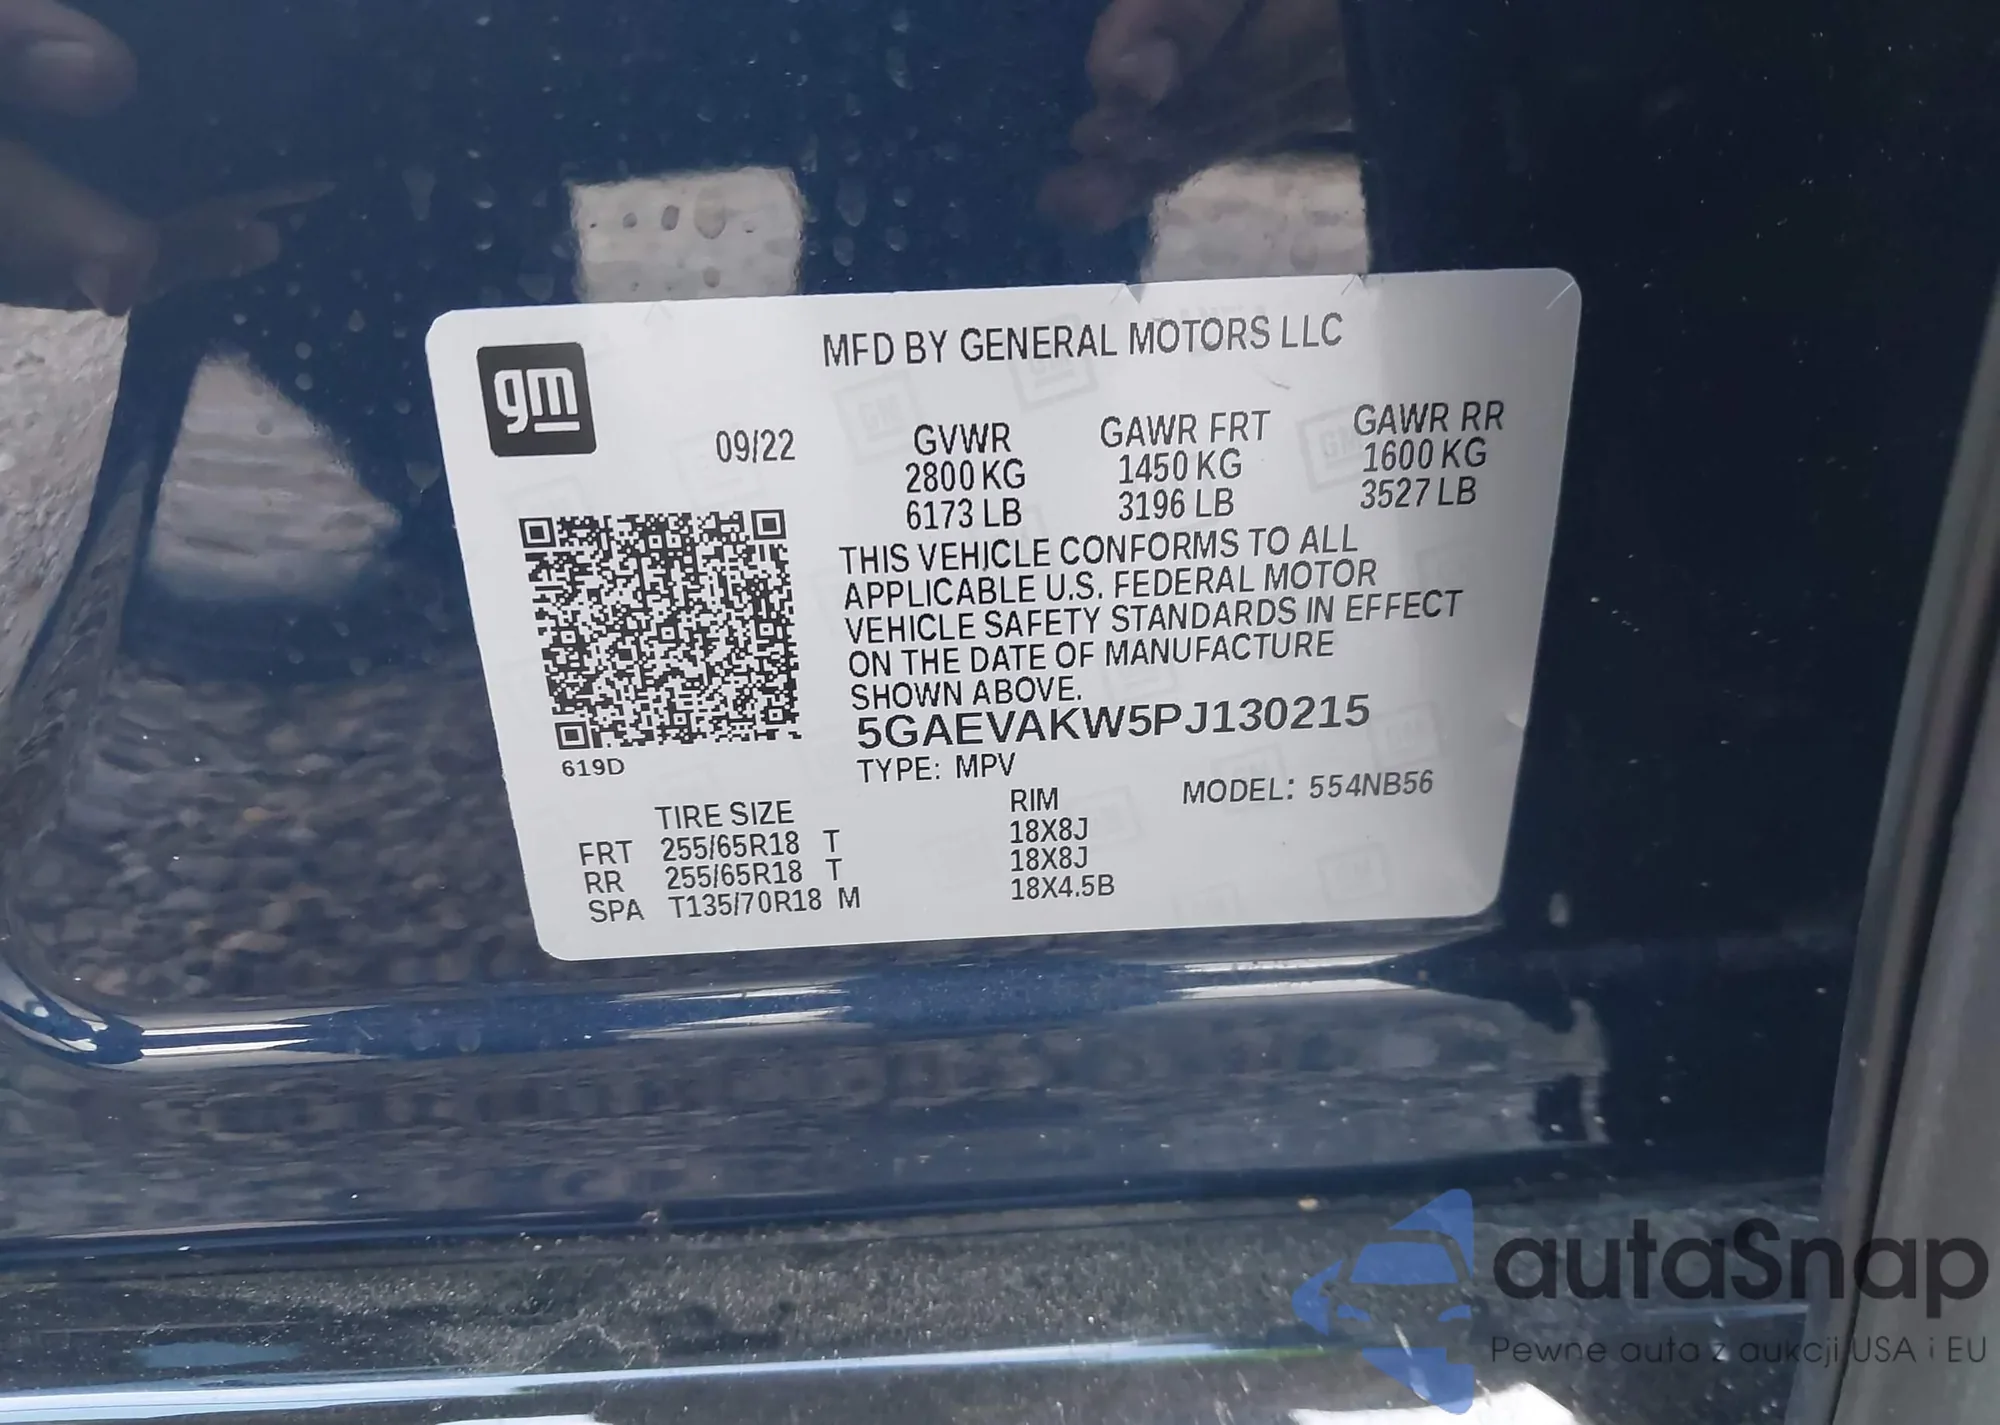 gm
MFD BY GENERAL MOTORS LLC
09/22
GVWR
2800 KG
6173 LB
GAWR FRT
1450 KG
3196 LB
GAWR RR
1600 KG
3527 LB
THIS VEHICLE CONFORMS TO ALL
APPLICABLE U.S. FEDERAL MOTOR
VEHICLE SAFETY STANDARDS IN EFFECT
ON THE DATE OF MANUFACTURE
SHOWN ABOVE.
5GAEVAKW5PJ130215
619D
TYPE: MPV
MODEL: 554NB56
TIRE SIZE RIM
FRT 255/65R18 T 18X8J
RR 255/65R18 T 18X8J
SPA T135/70R18 M 18X4.5B
autaSnap
Pewne auta z aukcji USA i EU